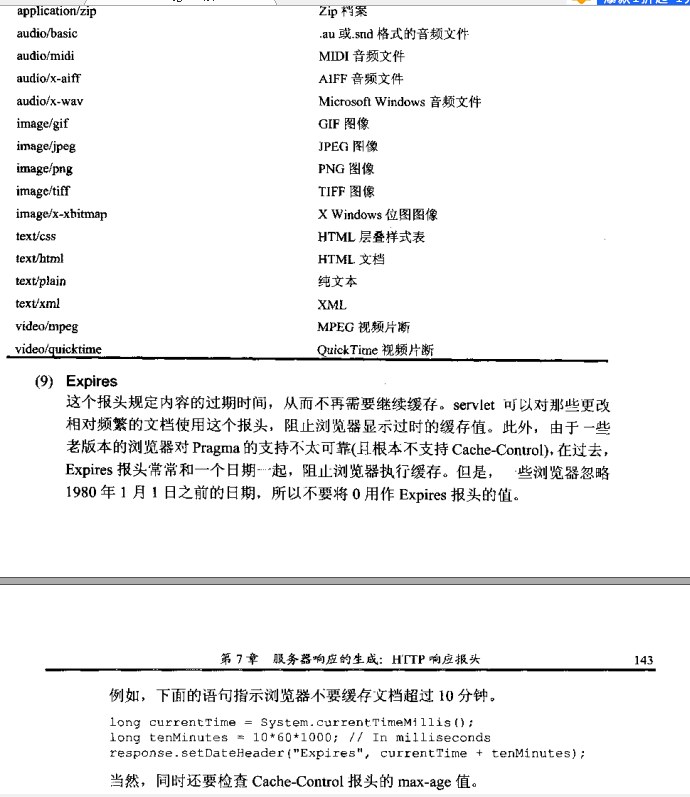 application/zip Zip 档案
audio/basic .au 或.snd 格式的音频文件
audio/midi MIDI 音频文件
audio/x-aiff AIFF 音频文件
audio/x-wav Microsoft Windows 音频文件
image/gif GIF 图像
image/jpeg JPEG 图像
image/png PNG 图像
image/tiff TIFF 图像
image/x-xbitmap X Windows 位图图像
text/css HTML 层叠样式表
text/html HTML 文档
text/plain 纯文本
text/xml XML
video/mpeg MPEG 视频片断
video/quicktime QuickTime 视频片断
(9) Expires
这个报头规定内容的过期时间，从而不再需要继续缓存。servlet 可以对那些更改
相对频繁的文档使用这个报头，阻止浏览器显示过时的缓存值。此外，由于一些
老版本的浏览器对 Pragma 的支持不太可靠(且根本不支持 Cache-Control)，在过去，
Expires 报头常常和一个日期一起，阻止浏览器执行缓存。但是， 些浏览器忽略
1980 年 1 月 1 日之前的日期，所以不要将 0 用作 Expires 报头的值。
第 7 章 服务器响应的生成：HTTP 响应报头 143
例如，下面的语句指示浏览器不要缓存文档超过 10 分钟。
long currentTime = System.currentTimeMillis();
long tenMinutes = 10*60*1000; // In milliseconds
response.setDateHeader("Expires", currentTime + tenMinutes);
当然，同时还要检查 Cache-Control 报头的 max-age 值。